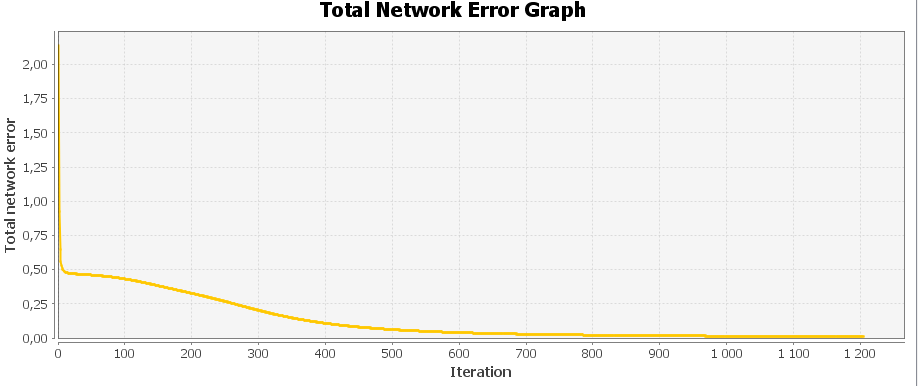 Total Network Error Graph
Total network error
2,00
1,75
1,50
1,25
1,00
0,75
0,50
0,25
0,00
0 100 200 300 400 500 600 700 800 900 1 000 1 100 1 200
Iteration